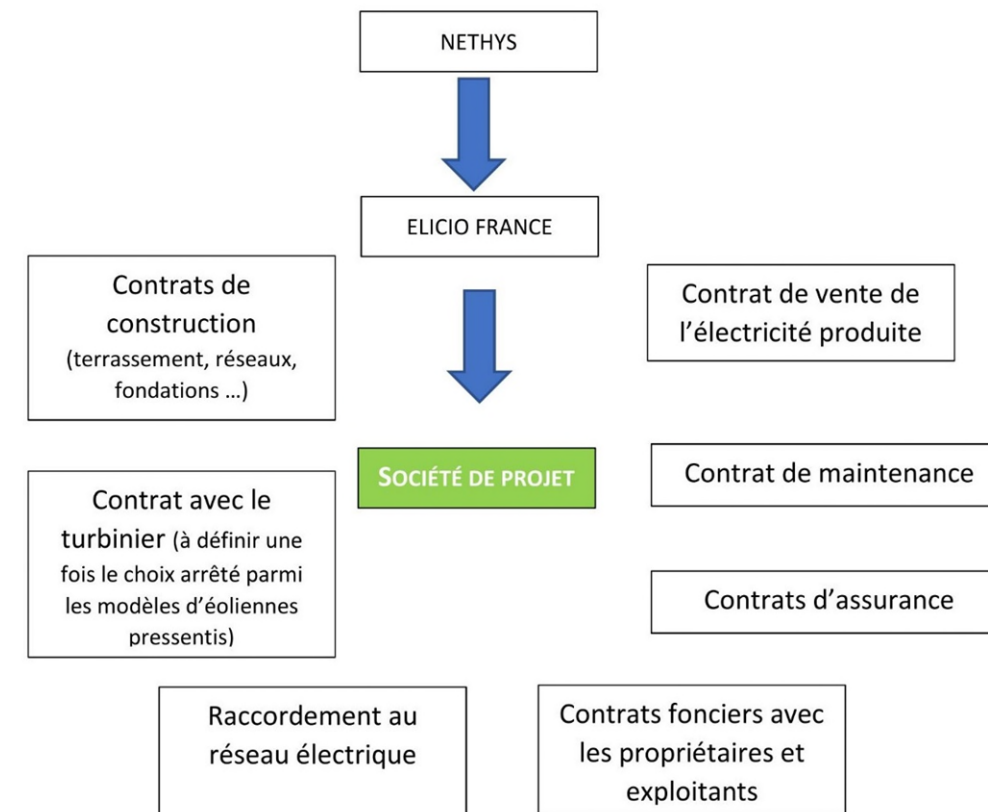 NETHYS
ELICIO FRANCE
Contrats de
construction
(terrassement, réseaux,
fondations ...)
Contrat de vente de
l’électricité produite
SOCIÉTÉ DE PROJET
Contrat de maintenance
Contrat avec le
turbinier (à définir une
fois le choix arrêté parmi
les modèles d’éoliennes
pressentis)
Contrats d’assurance
Raccordement au
réseau électrique
Contrats fonciers avec
les propriétaires et
exploitants